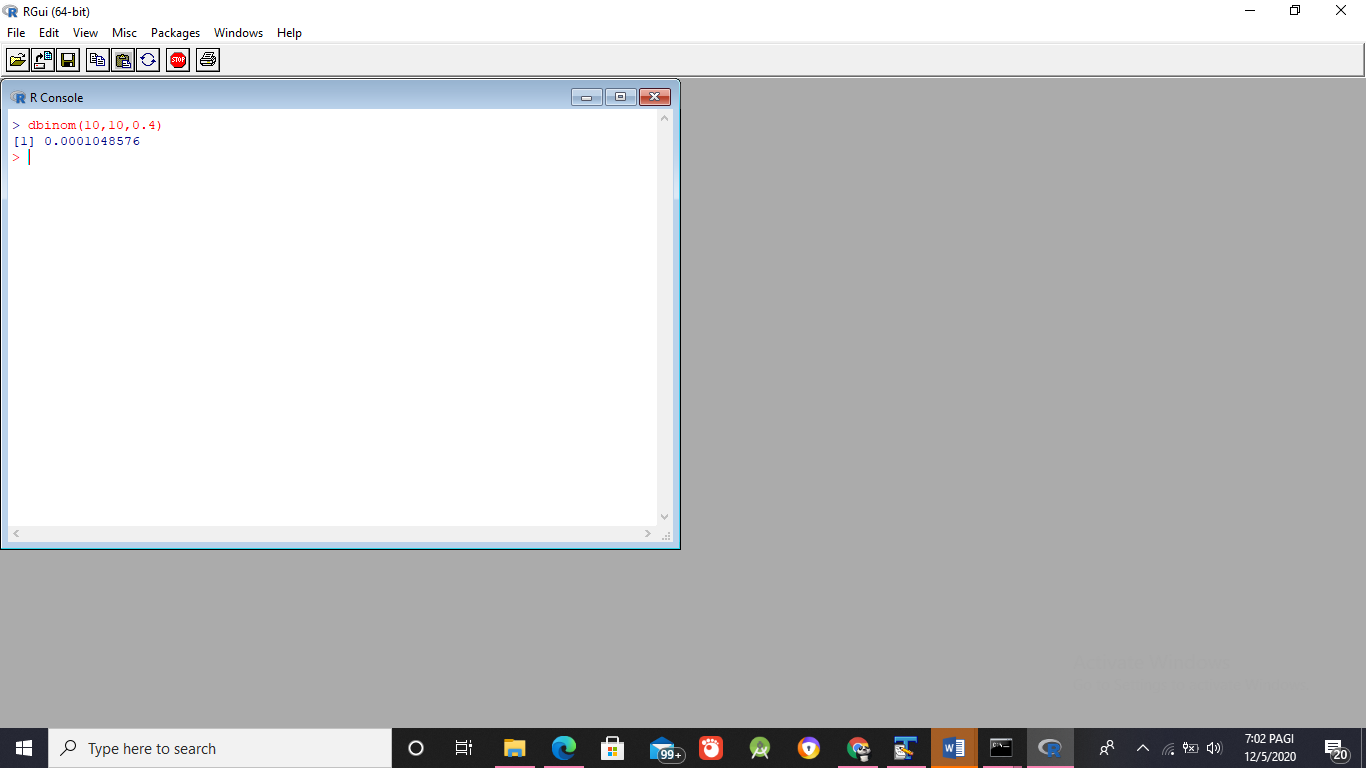 RGui (64-bit)
File Edit View Misc Packages Windows Help
STOP
R Console
> dbinom(10,10,0.4)
[1] 0.0001048576
>
Type here to search
99+
7:02 PAGI
12/5/2020
20